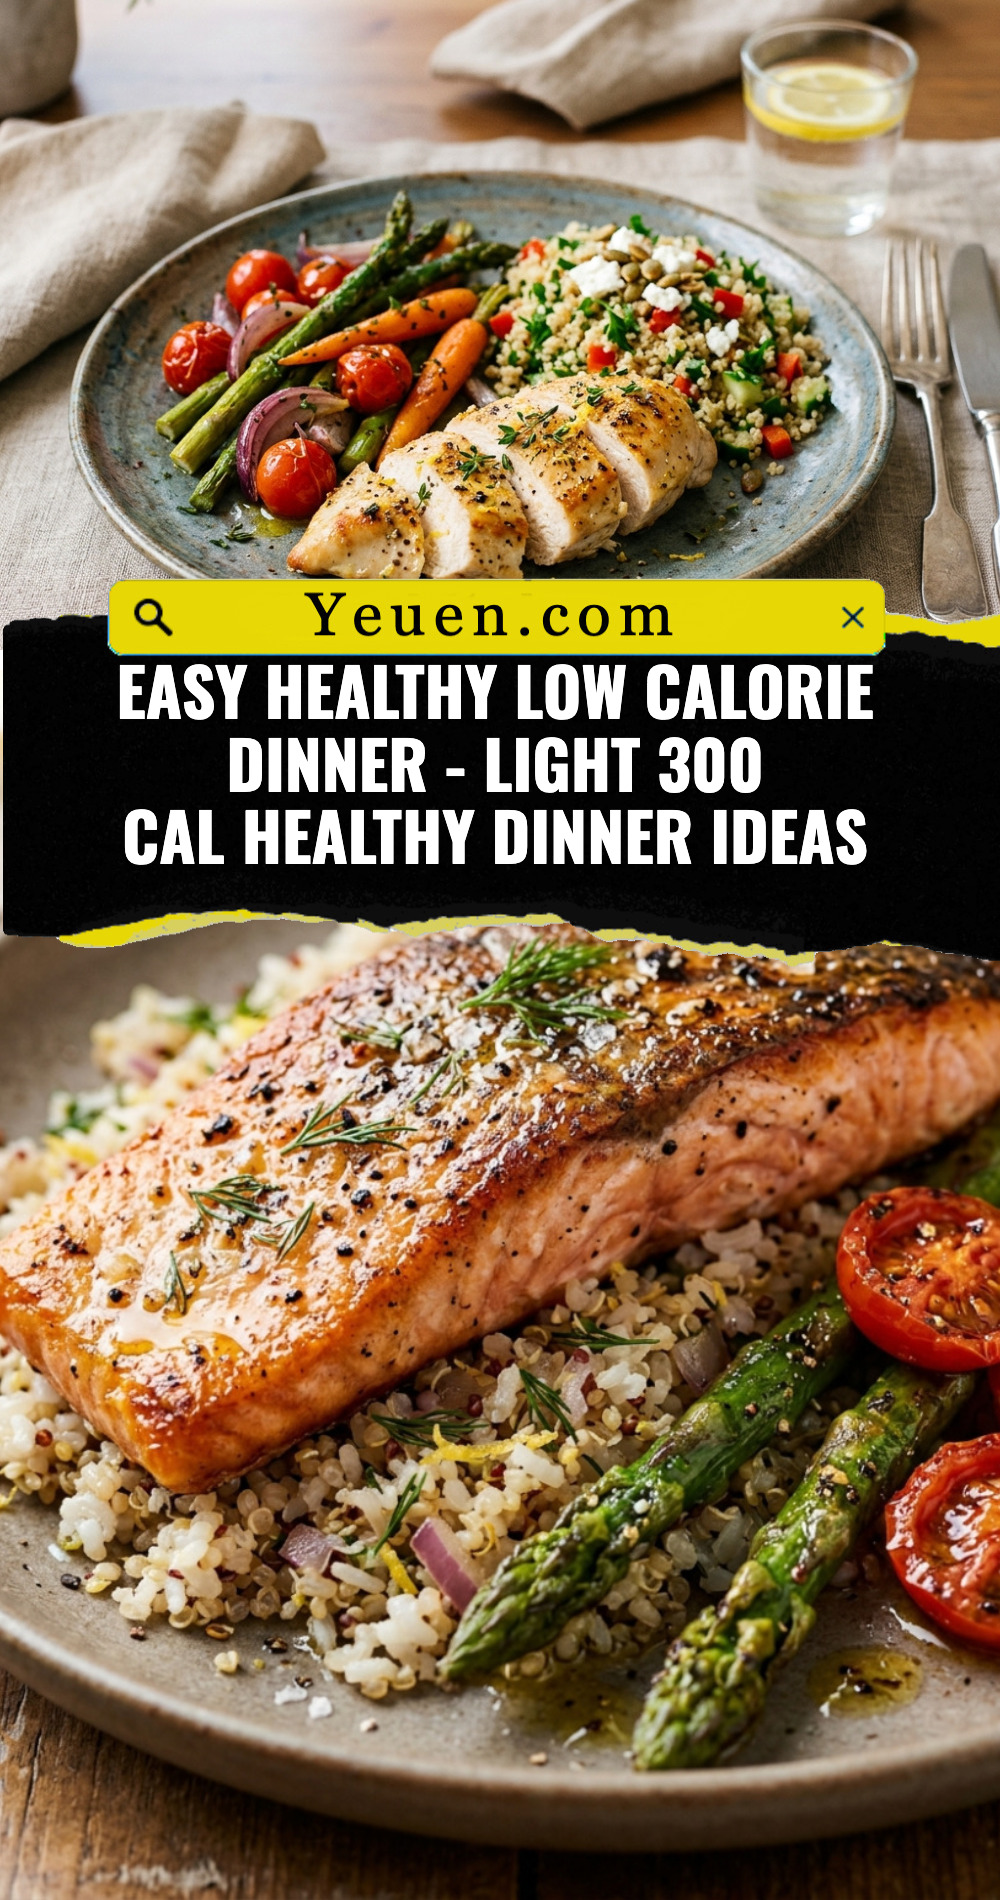 Yeuen.com
EASY HEALTHY LOW CALORIE
DINNER - LIGHT 300
CAL HEALTHY DINNER IDEAS